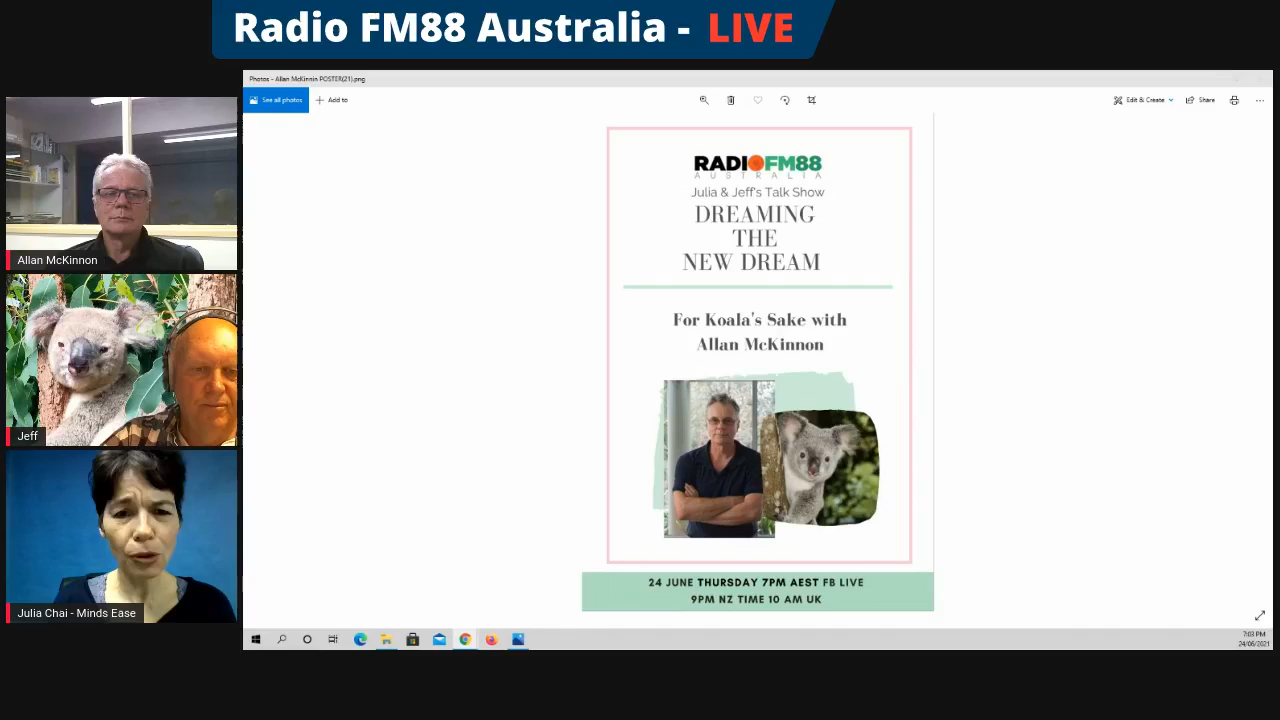 Radio FM88 Australia - LIVE
Photos - Allan McKinnin POSTER(21).png
See all photos
Add to
Edit & Create
Share
RADIOFM88
AUSTRALIA
Julia & Jeff's Talk Show
DREAMING
THE
NEW DREAM
For Koala's Sake with
Allan McKinnon
24 JUNE THURSDAY 7PM AEST FB LIVE
9PM NZ TIME 10 AM UK
Allan McKinnon
Jeff
Julia Chai - Minds Ease
7:03 PM
24/06/2021